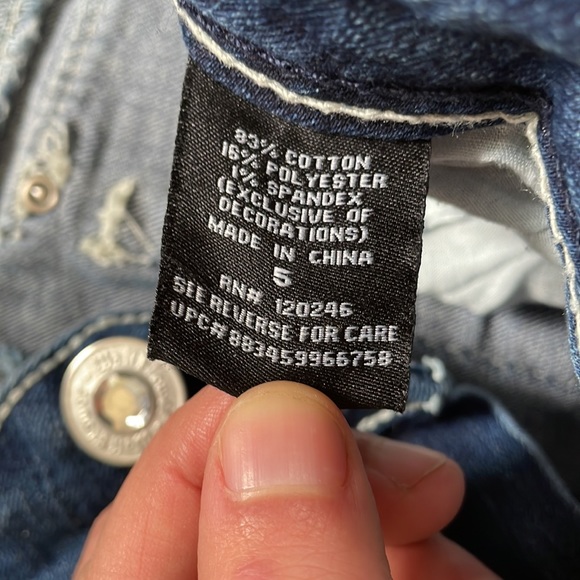 83% COTTON
16% POLYESTER
1% SPANDEX
(EXCLUSIVE OF
DECORATIONS)
MADE IN CHINA
5
RN# 120246
SEE REVERSE FOR CARE
UPC# 883459966758